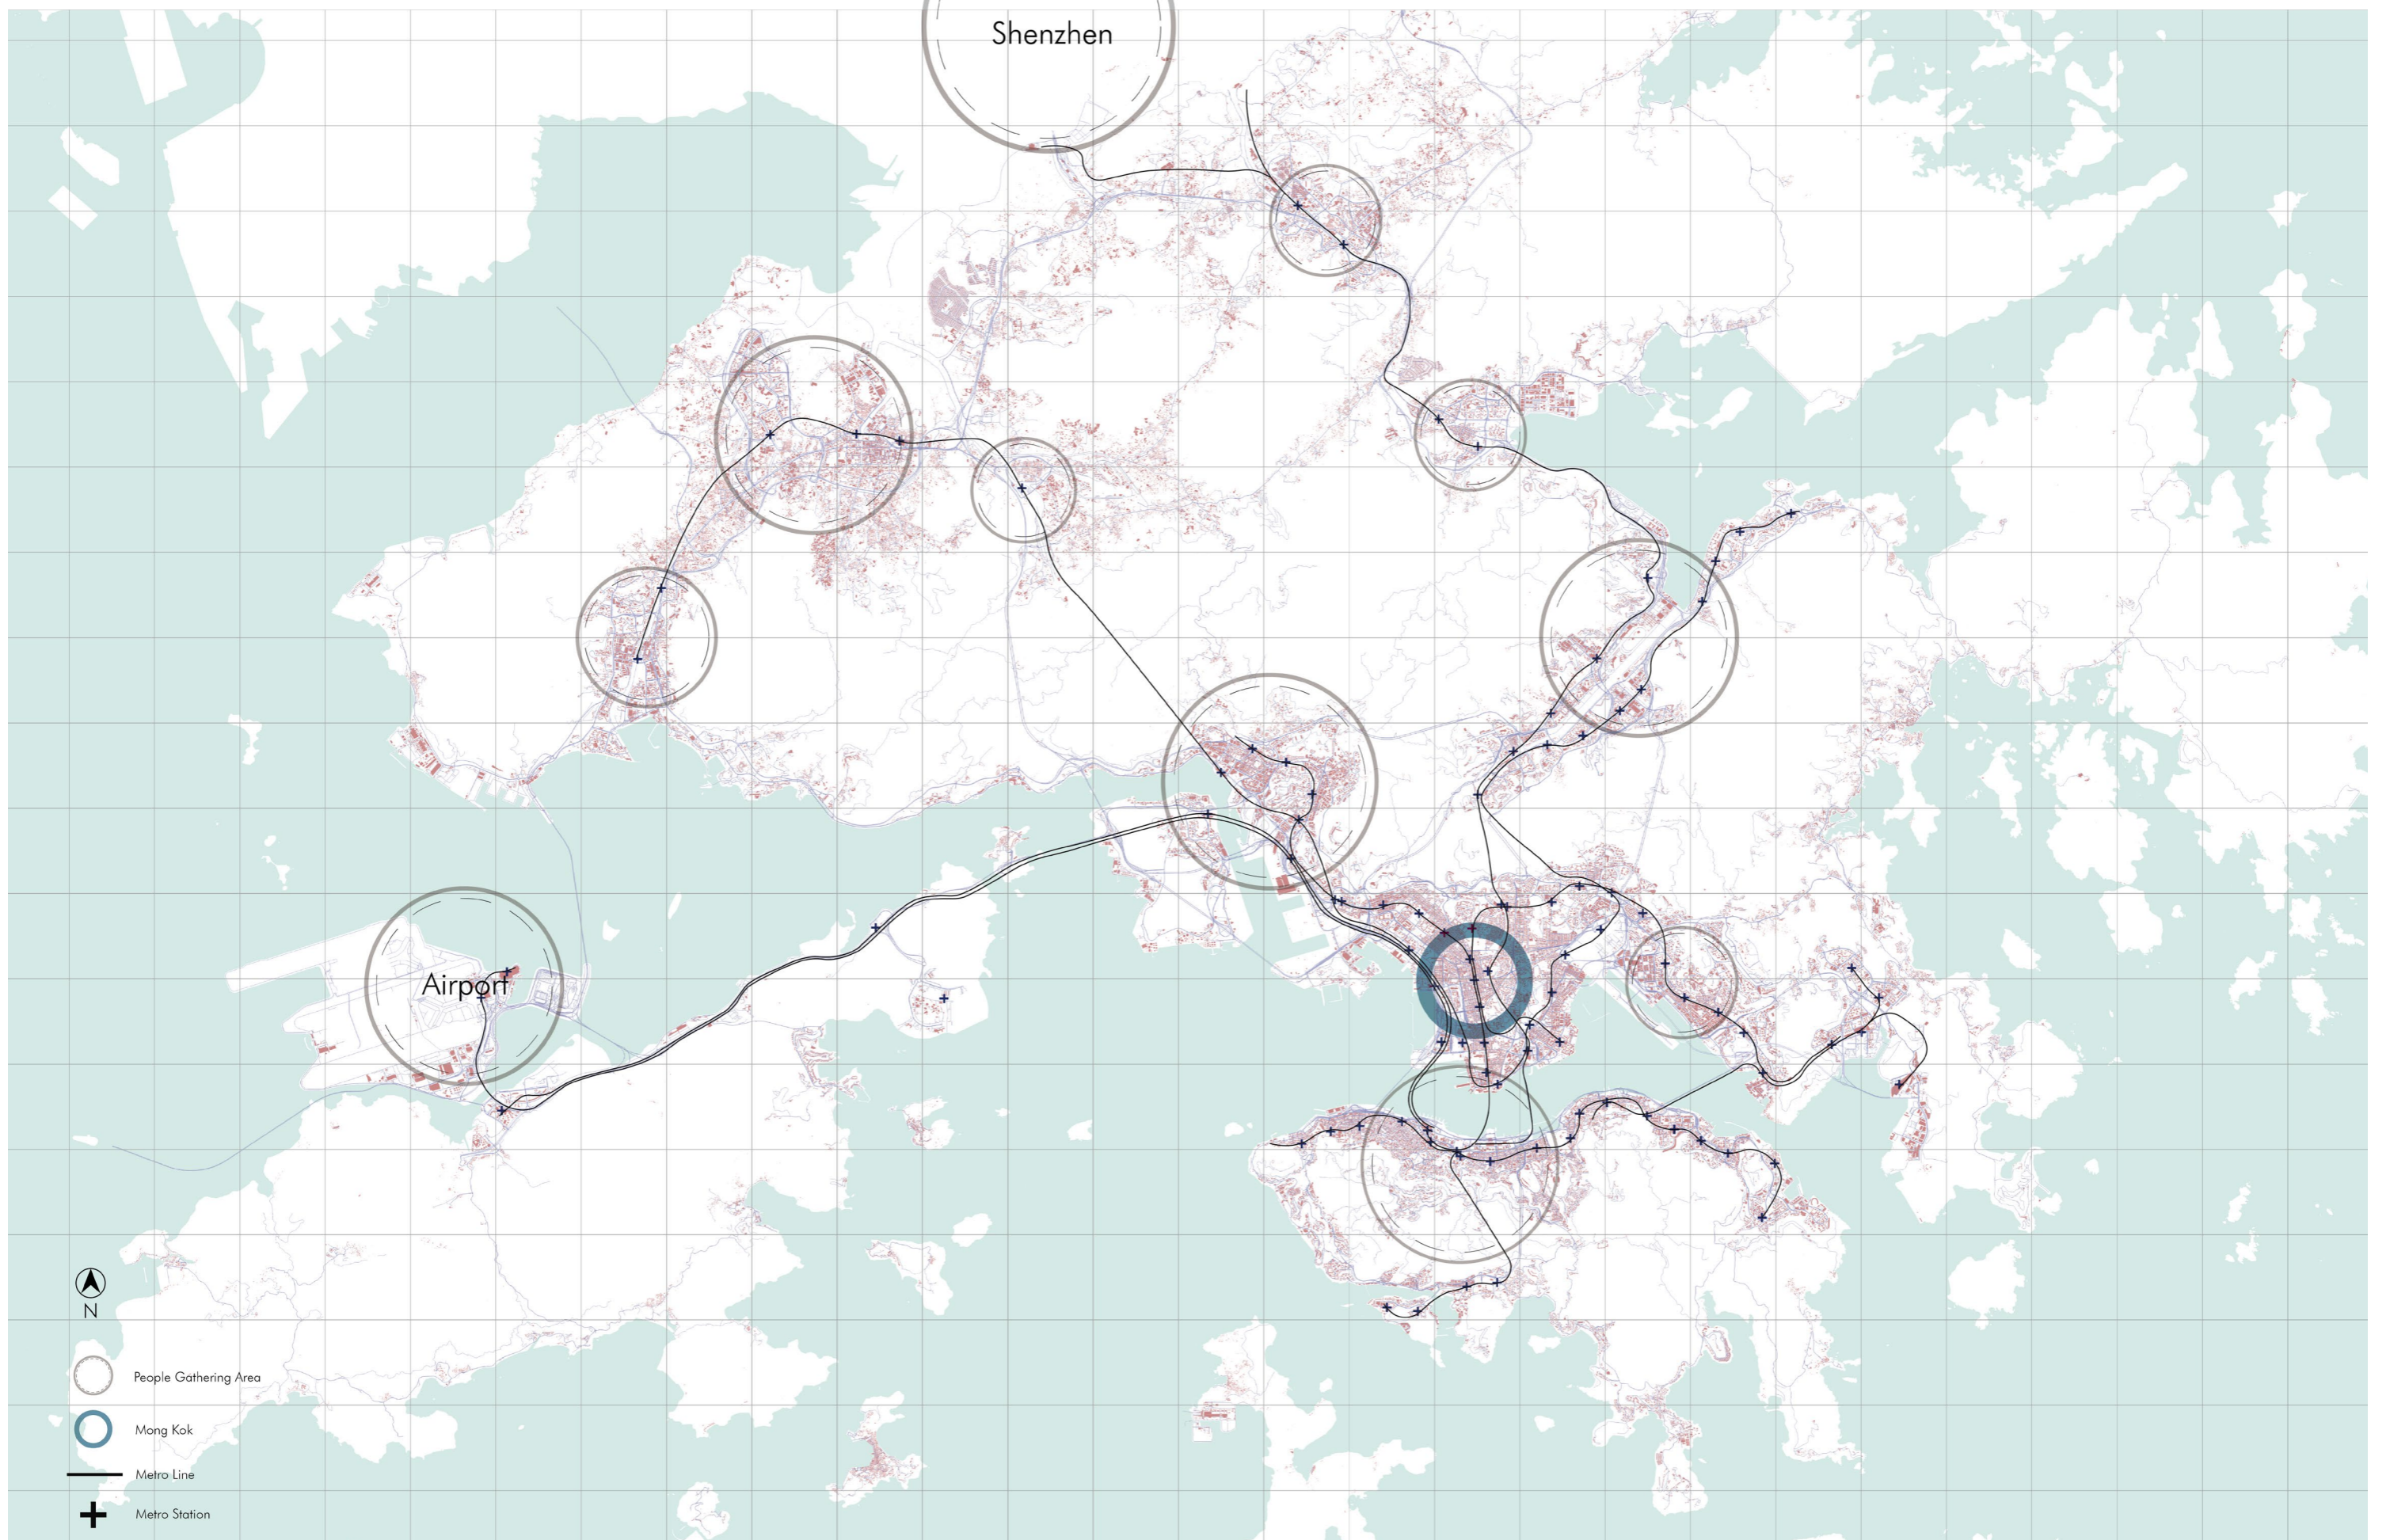 Shenzhen
Airport
N
People Gathering Area
Mong Kok
Metro Line
Metro Station